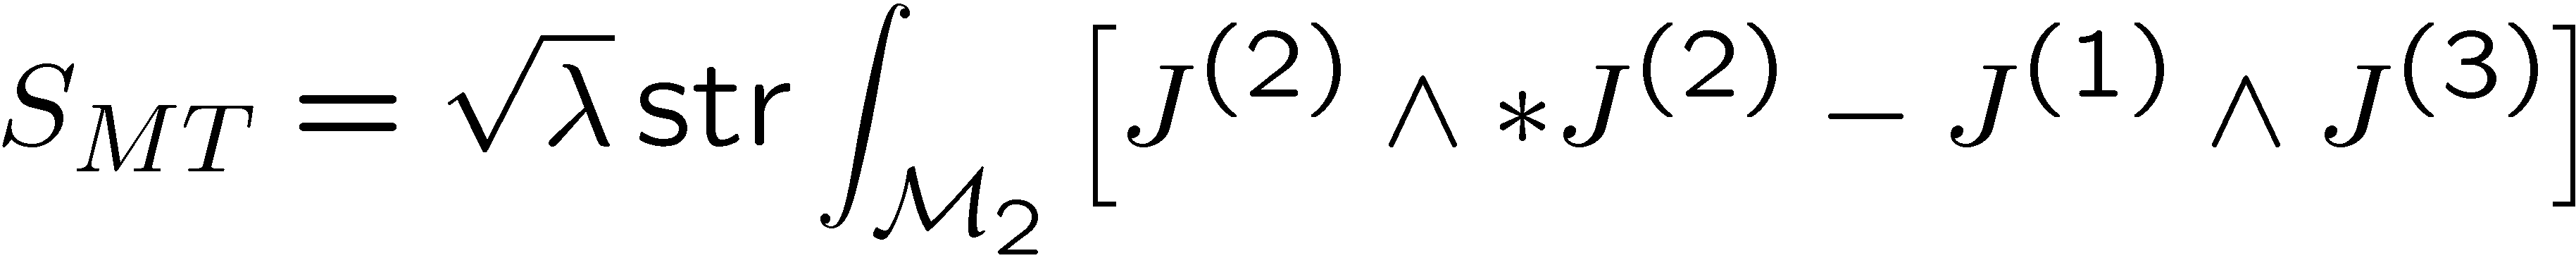 $S_{MT} = \sqrt{\lambda}\, \mathsf{str} \int_{\mathcal{M}_2} \left[ J^{(2)} \wedge *J^{(2)} - J^{(1)} \wedge J^{(3)} \right]$